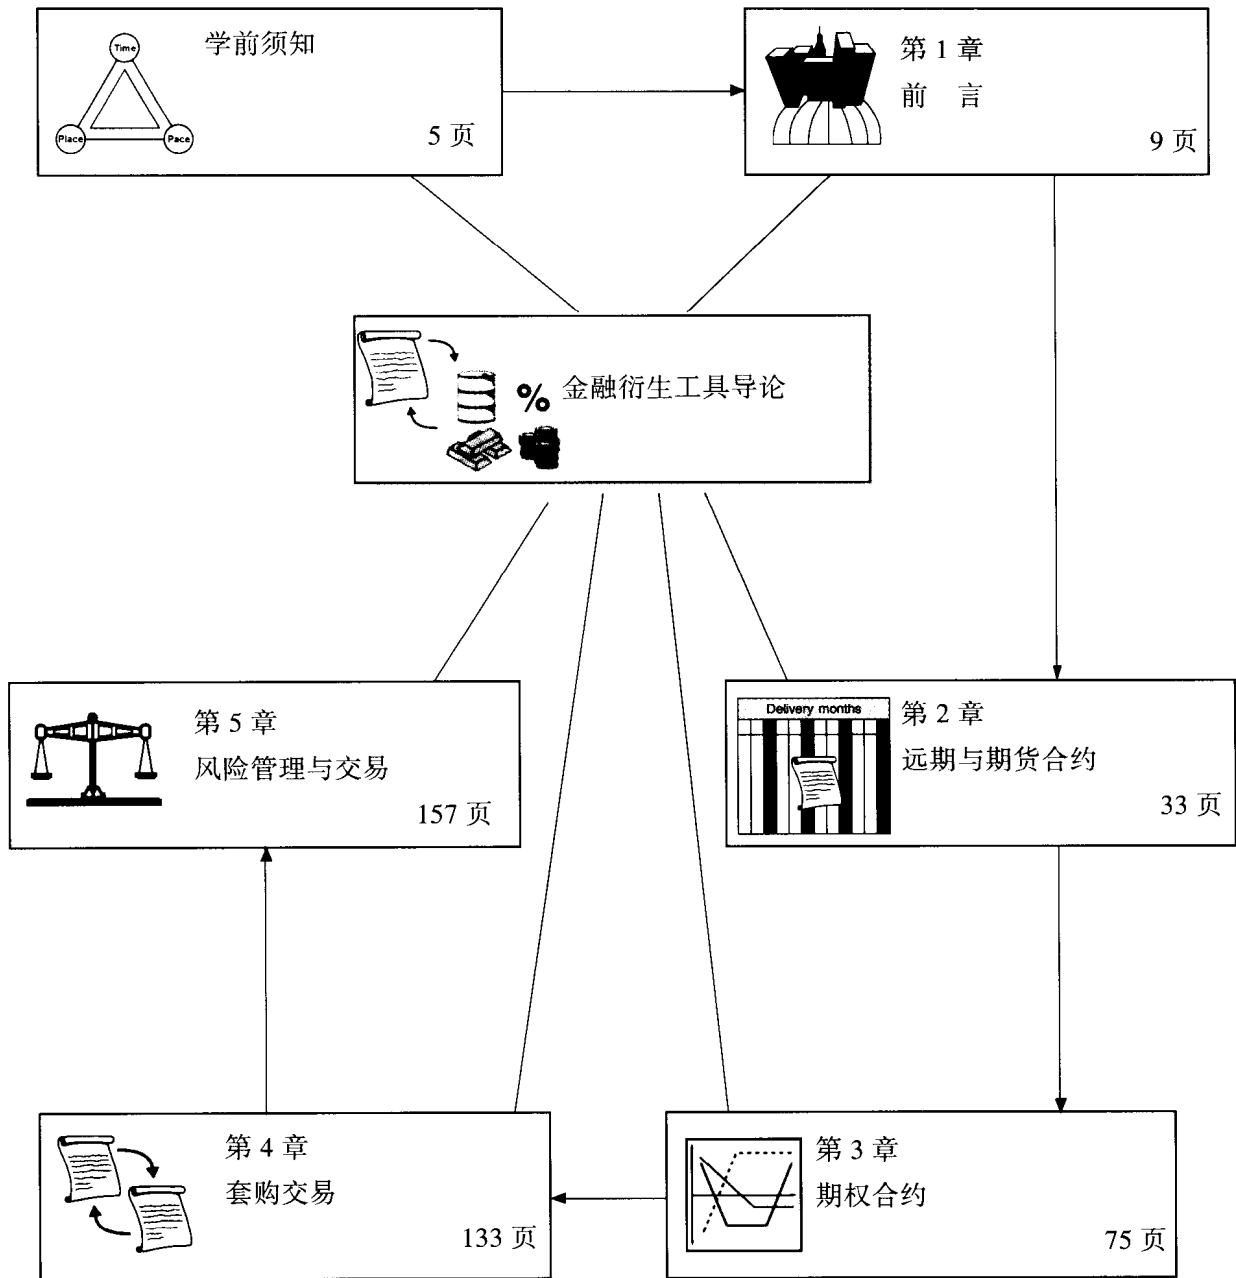 学前须知
Time
Place
Pace
5 页
第 1 章
前 言
9 页
%
金融衍生工具导论
第 5 章
风险管理与交易
157 页
Delivery months
第 2 章
远期与期货合约
33 页
第 4 章
套购交易
133 页
第 3 章
期权合约
75 页